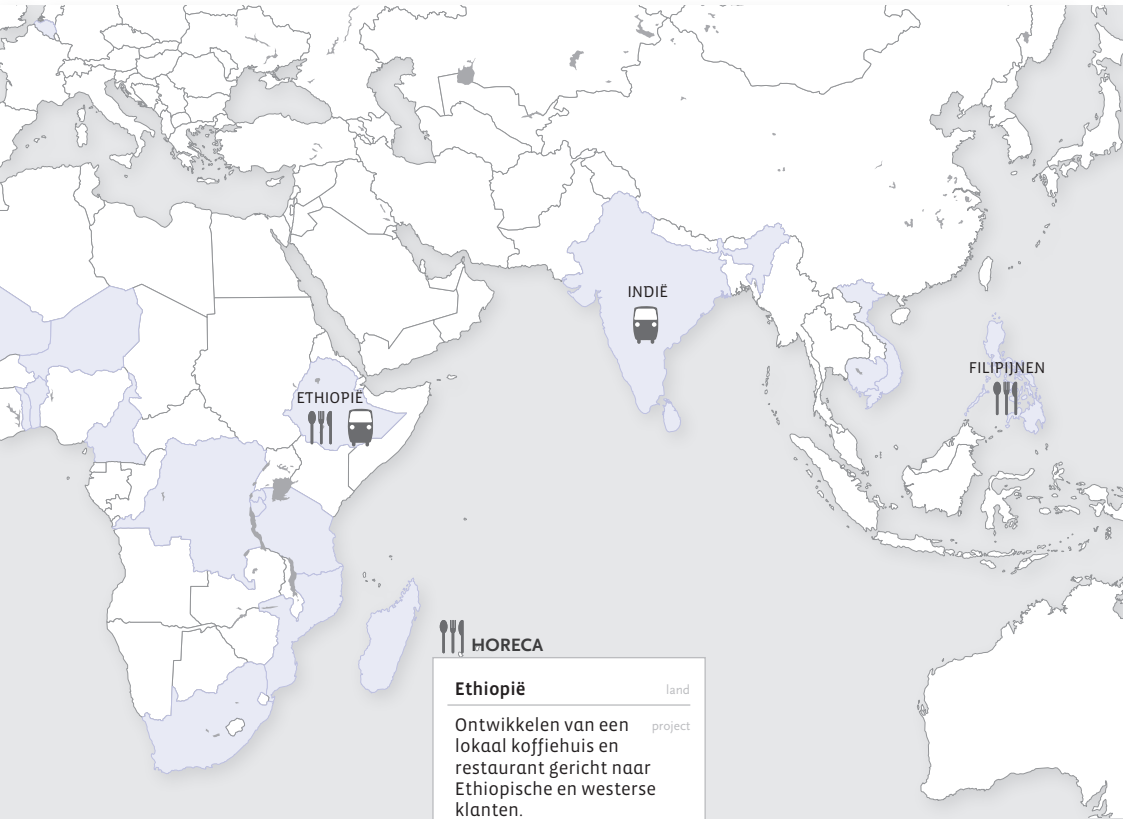 INDIË
FILIPIJNEN
ETHIOPIË
HORECA
Ethiopië land
Ontwikkelen van een project
lokaal koffiehuis en
restaurant gericht naar
Ethiopische en westerse
klanten.